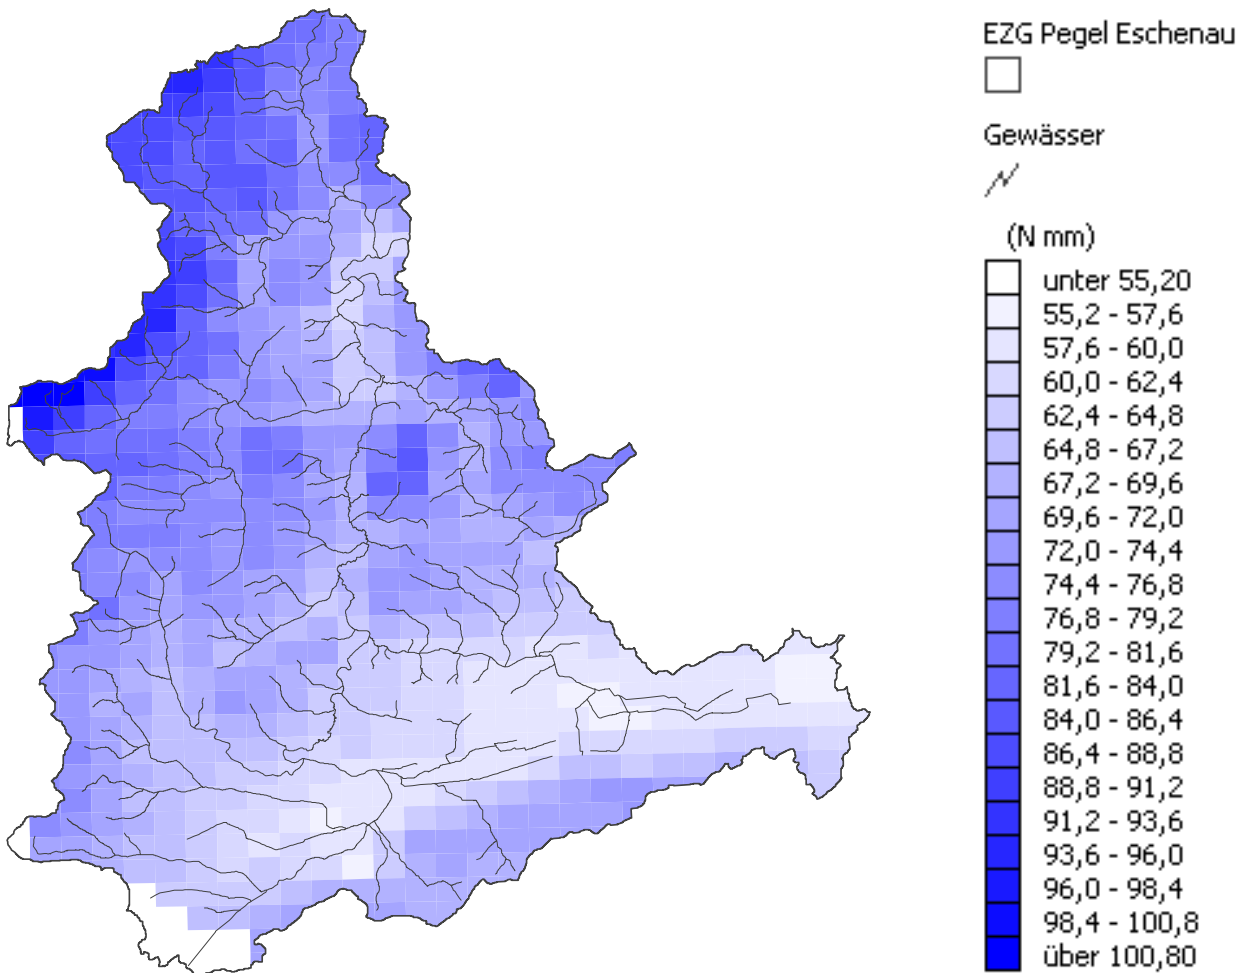 EZG Pegel Eschenau
Gewässer
(N mm)
unter 55,20
55,2 - 57,6
57,6 - 60,0
60,0 - 62,4
62,4 - 64,8
64,8 - 67,2
67,2 - 69,6
69,6 - 72,0
72,0 - 74,4
74,4 - 76,8
76,8 - 79,2
79,2 - 81,6
81,6 - 84,0
84,0 - 86,4
86,4 - 88,8
88,8 - 91,2
91,2 - 93,6
93,6 - 96,0
96,0 - 98,4
98,4 - 100,8
über 100,80